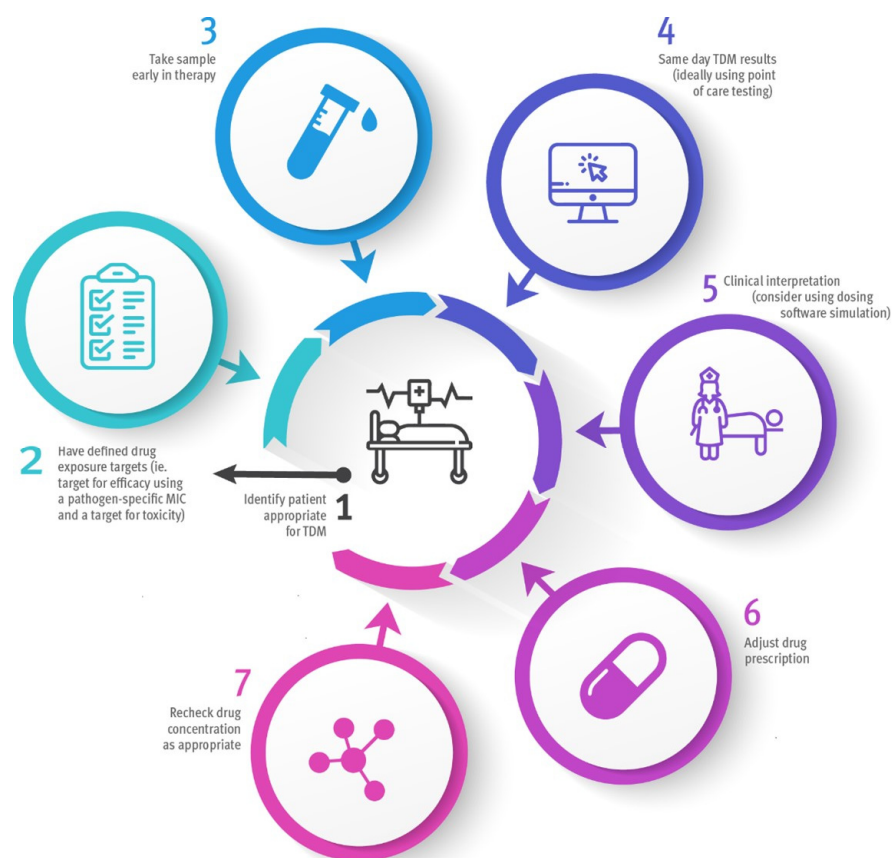 1
Identify patient
appropriate
for TDM
2
Have defined drug
exposure targets (ie.
target for efficacy using
a pathogen-specific MIC
and a target for toxicity)
3
Take sample
early in therapy
4
Same day TDM results
(ideally using point
of care testing)
5
Clinical interpretation
(consider using dosing
software simulation)
6
Adjust drug
prescription
7
Recheck drug
concentration
as appropriate